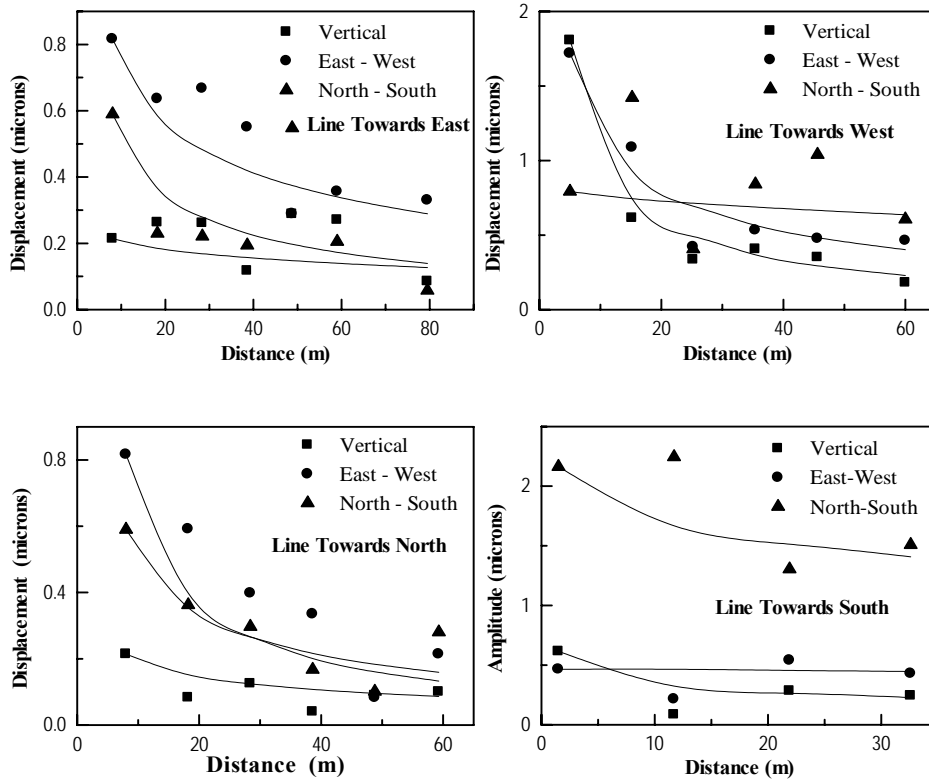 Displacement (microns)
0.8
0.6
0.4
0.2
0.0
Vertical
East - West
North - South
Line Towards East
0 20 40 60 80
Distance (m)
Displacement (microns)
2
1
0
Vertical
East - West
North - South
Line Towards West
0 20 40 60
Distance (m)
Displacement (microns)
0.8
0.4
0.0
Vertical
East - West
North - South
Line Towards North
0 20 40 60
Distance (m)
Amplitude (microns)
2
1
0
Vertical
East-West
North-South
Line Towards South
0 10 20 30
Distance (m)